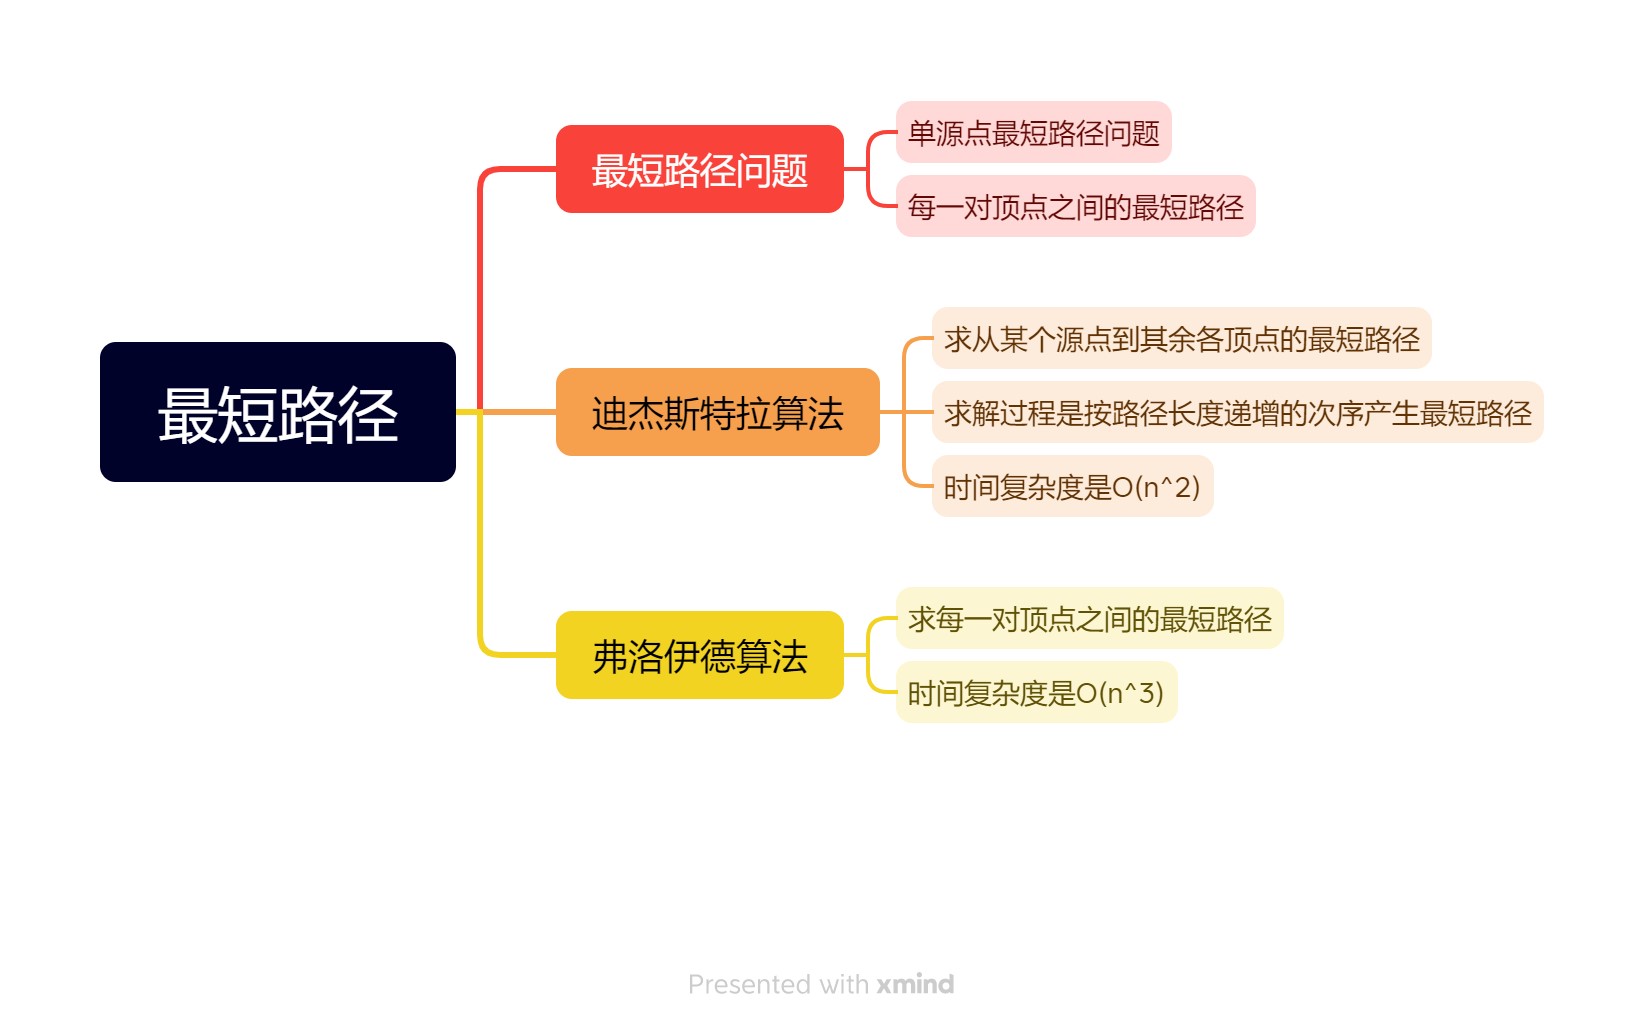 最短路径
最短路径问题
单源点最短路径问题
每一对顶点之间的最短路径
迪杰斯特拉算法
求从某个源点到其余各顶点的最短路径
求解过程是按路径长度递增的次序产生最短路径
时间复杂度是O(n^2)
弗洛伊德算法
求每一对顶点之间的最短路径
时间复杂度是O(n^3)
Presented with xmind